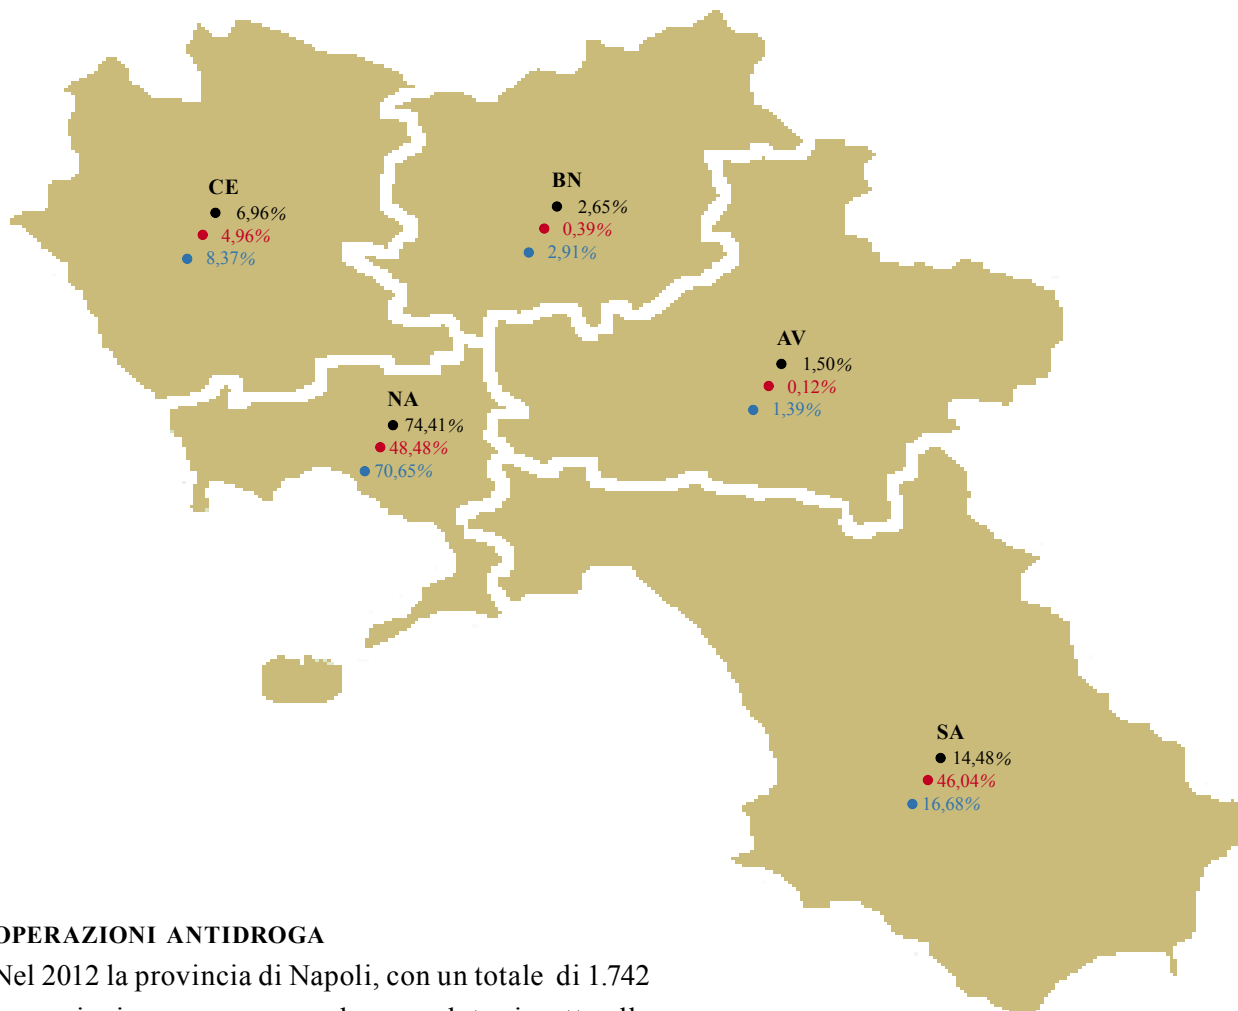 CE
6,96%
4,96%
8,37%
BN
2,65%
0,39%
2,91%
AV
1,50%
0,12%
1,39%
NA
74,41%
48,48%
70,65%
SA
14,48%
46,04%
16,68%
OPERAZIONI ANTIDROGA
Nel 2012 la provincia di Napoli, con un totale di 1.742